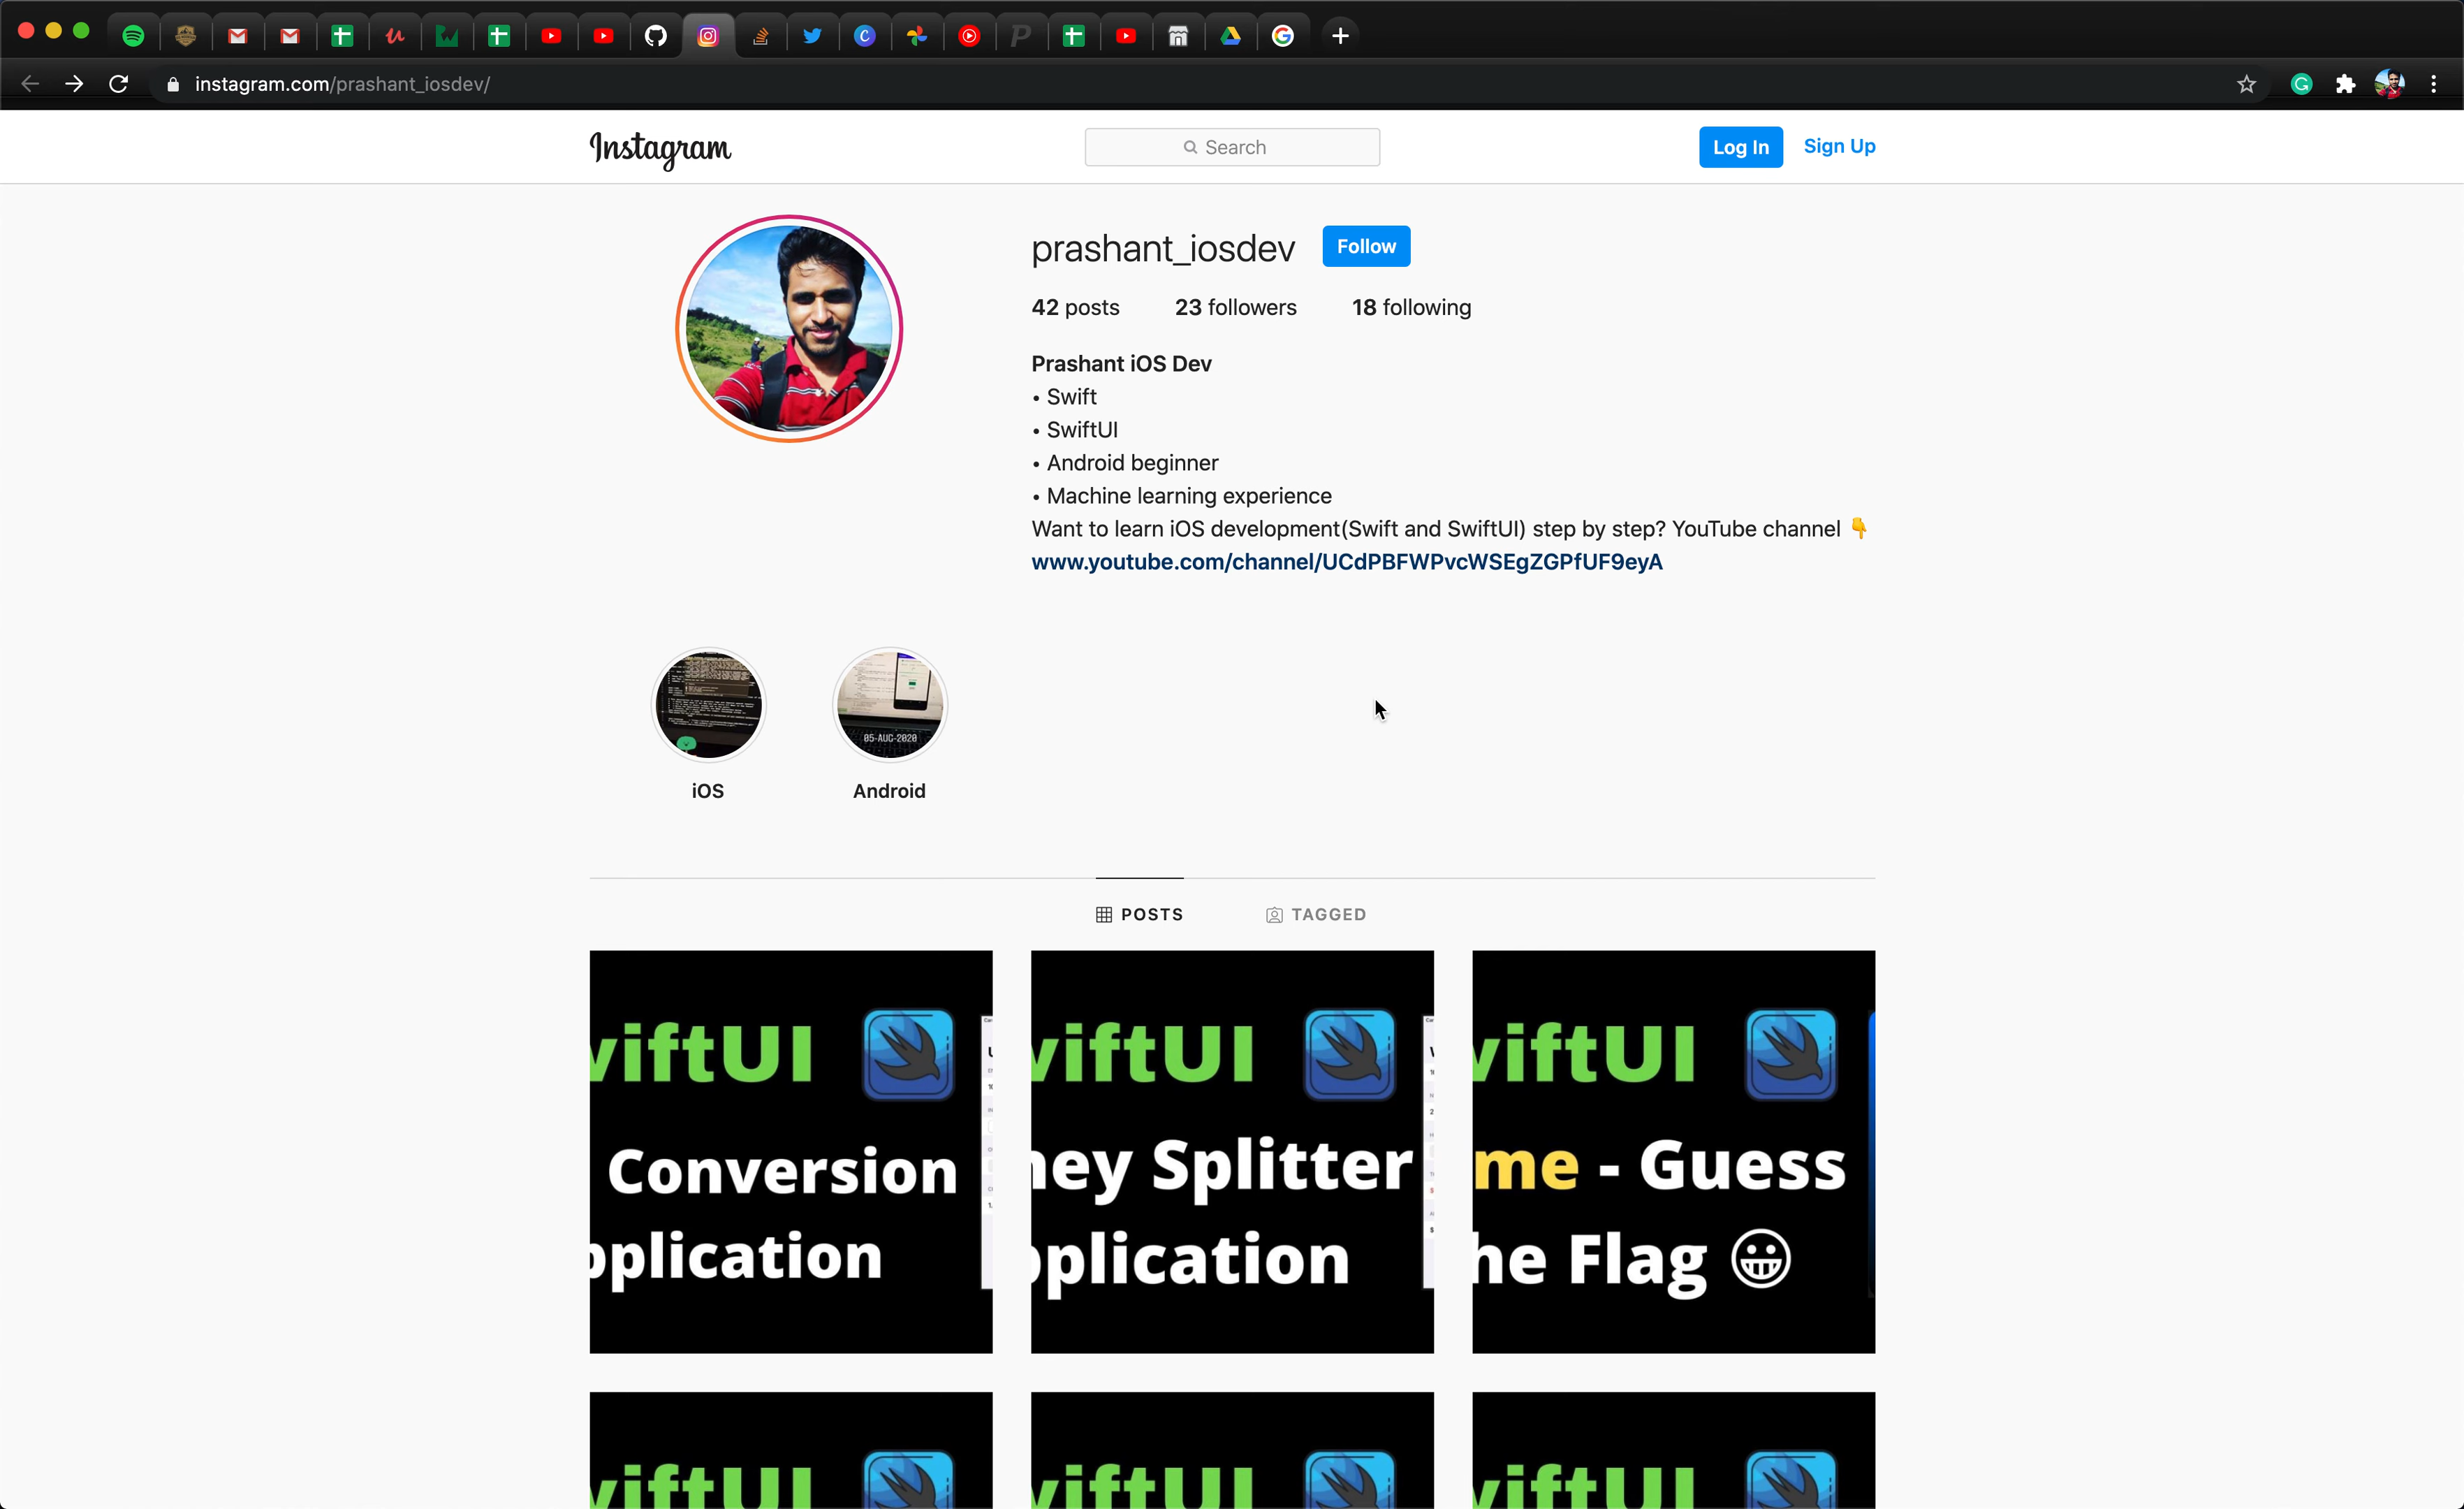 instagram.com/prashant_iosdev/
Instagram
Search
Log In
Sign Up
prashant_iosdev
Follow
42 posts
23 followers
18 following
Prashant iOS Dev
• Swift
• SwiftUI
• Android beginner
• Machine learning experience
Want to learn iOS development(Swift and SwiftUI) step by step? YouTube channel 👇
www.youtube.com/channel/UCdPBFWPvcWSEgZGPfUF9eyA
05-AUG-2020
iOS
Android
POSTS
TAGGED
viftUI
Conversion
pplication
viftUI
ney Splitter
pplication
viftUI
me - Guess
he Flag 😀
viftUI
viftUI
viftUI